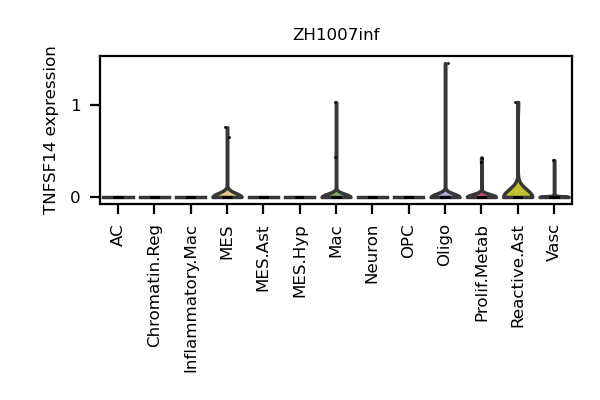 ZH1007inf
TNFSF14 expression
1
0
AC
Chromatin.Reg
Inflammatory.Mac
MES
MES.Ast
MES.Hyp
Mac
Neuron
OPC
Oligo
Prolif.Metab
Reactive.Ast
Vasc